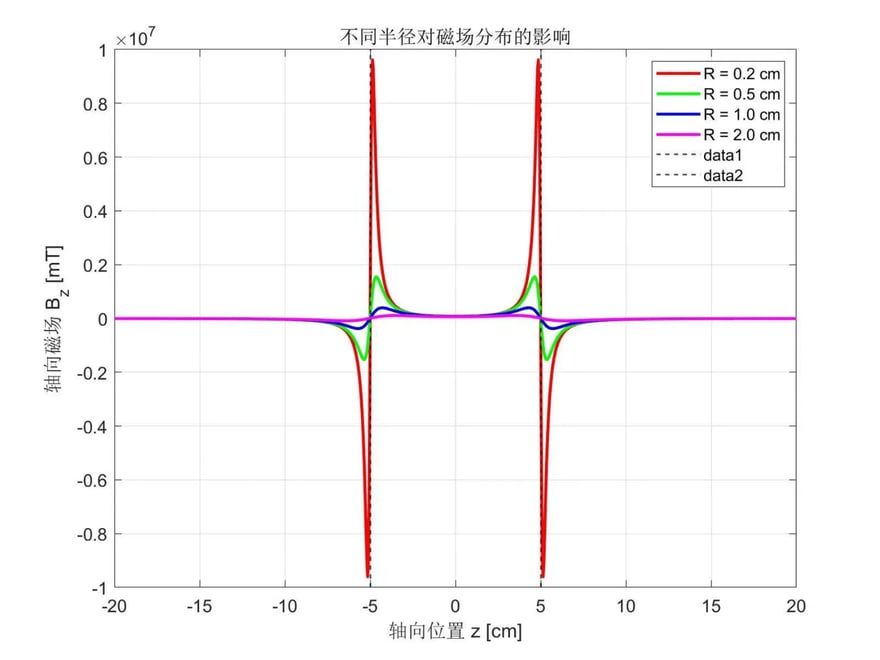 不同半径对磁场分布的影响
×10^7
1
0.8
0.6
0.4
0.2
0
-0.2
-0.4
-0.6
-0.8
-1
轴向磁场 B_z [mT]
R = 0.2 cm
R = 0.5 cm
R = 1.0 cm
R = 2.0 cm
data1
data2
-20 -15 -10 -5 0 5 10 15 20
轴向位置 z [cm]